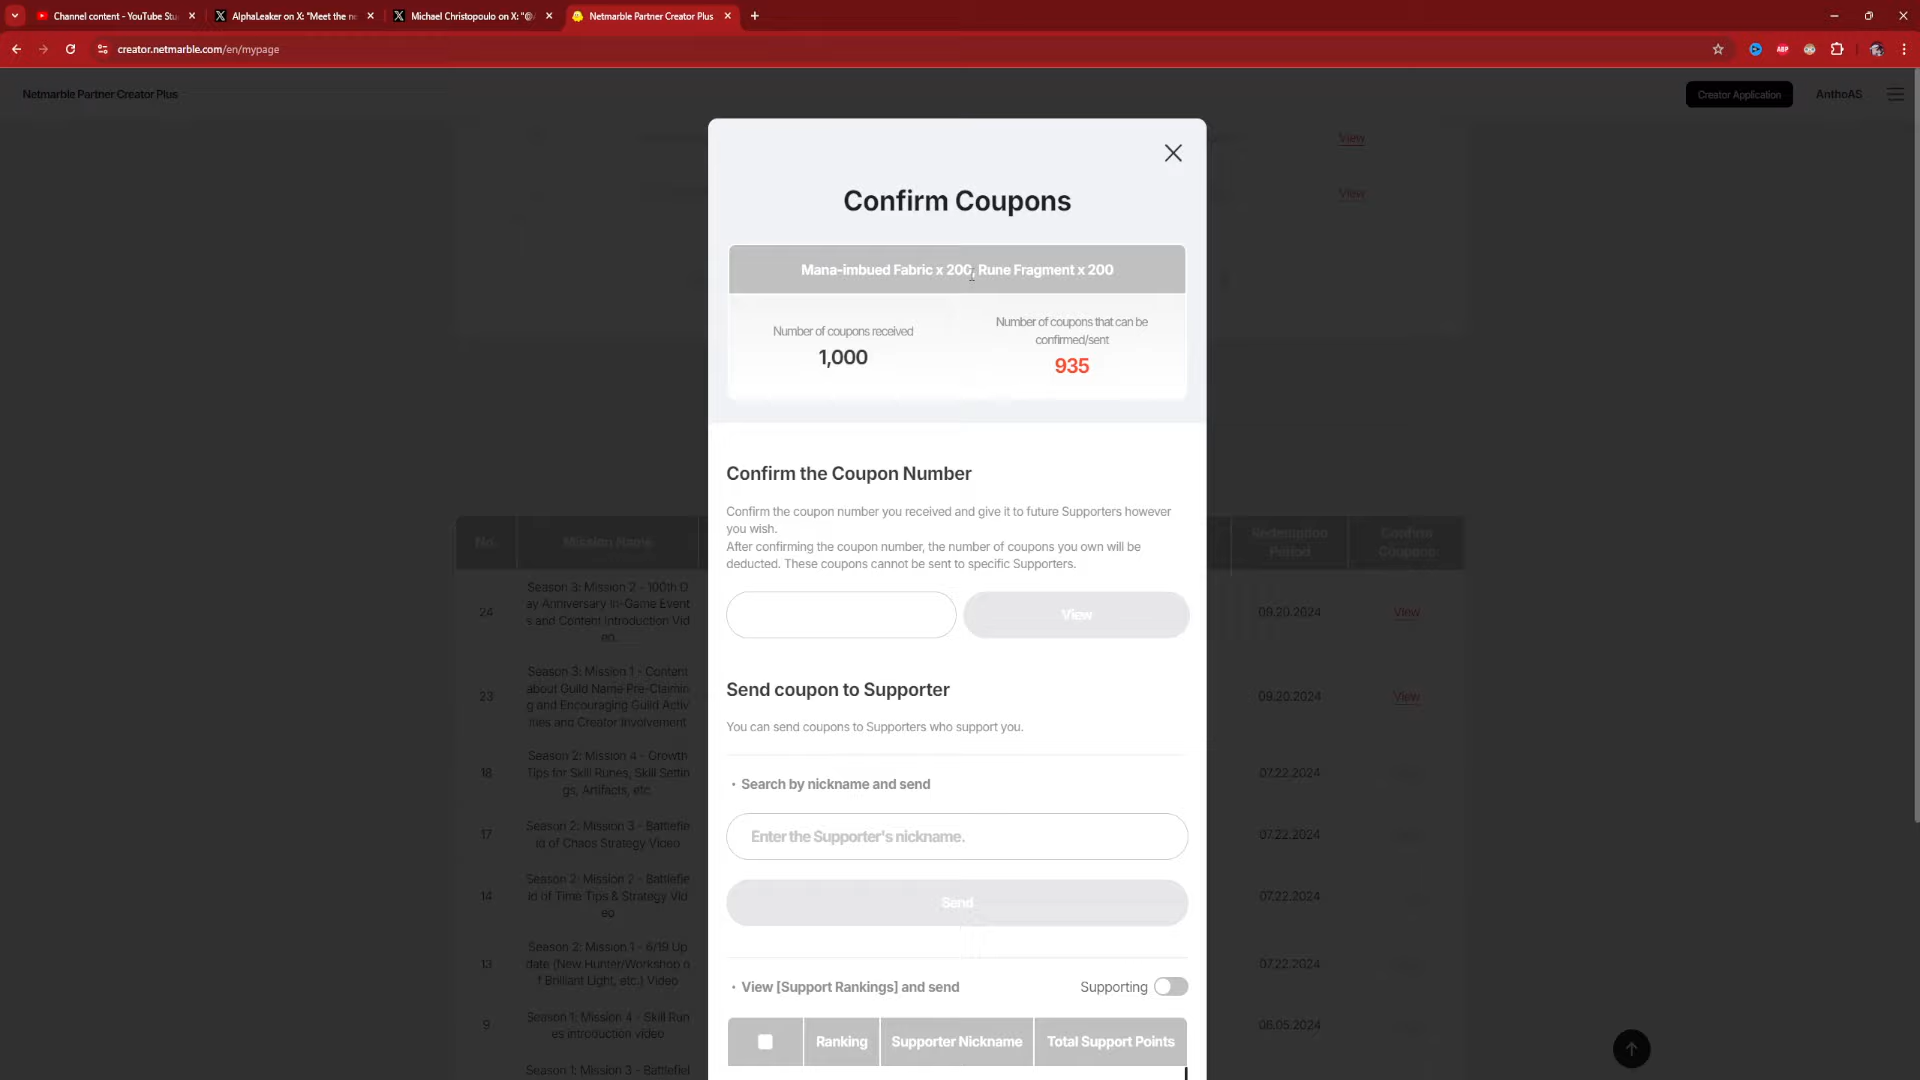 Channel content - YouTube Stu
AlphaLeaker on X: "Meet the ne
Michael Christopoulo on X: "@A
Netmarble Partner Creator Plus
creator.netmarble.com/en/mypage
ABP
Netmarble Partner Creator Plus
Creator Application
AnthoAS
View
View
Confirm Coupons
Mana-imbued Fabric x 200, Rune Fragment x 200
Number of coupons received
1,000
Number of coupons that can be
confirmed/sent
935
Confirm the Coupon Number
Confirm the coupon number you received and give it to future Supporters however
you wish.
After confirming the coupon number, the number of coupons you own will be
deducted. These coupons cannot be sent to specific Supporters.
View
Send coupon to Supporter
You can send coupons to Supporters who support you.
· Search by nickname and send
Enter the Supporter's nickname.
Send
· View [Support Rankings] and send
Supporting
Ranking
Supporter Nickname
Total Support Points
No.
Mission Name
Redemption
Period
Confirm
Coupons
24
Season 3: Mission 2 - 100th D
ay Anniversary In-Game Event
s and Content Introduction Vid
eo.
09.20.2024
View
23
Season 3: Mission 1 - Content
about Guild Name Pre-Claimin
g and Encouraging Guild Activ
ities and Creator Involvement
09.20.2024
View
18
Season 2: Mission 4 - Growth
Tips for Skill Runes, Skill Settin
gs, Artifacts, etc.
07.22.2024
17
Season 2: Mission 3 - Battlefie
ld of Chaos Strategy Video
07.22.2024
14
Season 2: Mission 2 - Battlefie
ld of Time Tips & Strategy Vid
eo
07.22.2024
13
Season 2: Mission 1 - 6/19 Up
date (New Hunter/Workshop o
f Brilliant Light, etc.) Video
07.22.2024
9
Season 1: Mission 4 - Skill Run
es introduction video
06.05.2024
Season 1: Mission 3 - Battlefiel